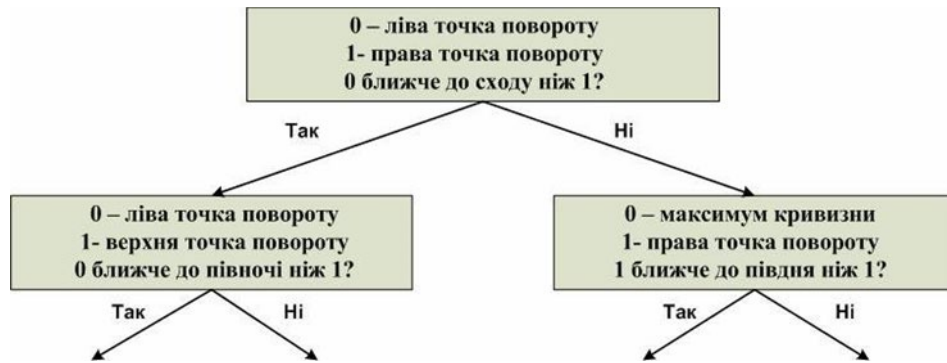 0 – ліва точка повороту
1- права точка повороту
0 ближче до сходу ніж 1?
Так
Ні
0 – ліва точка повороту
1- верхня точка повороту
0 ближче до півночі ніж 1?
0 – максимум кривизни
1- права точка повороту
1 ближче до півдня ніж 1?
Так
Ні
Так
Ні